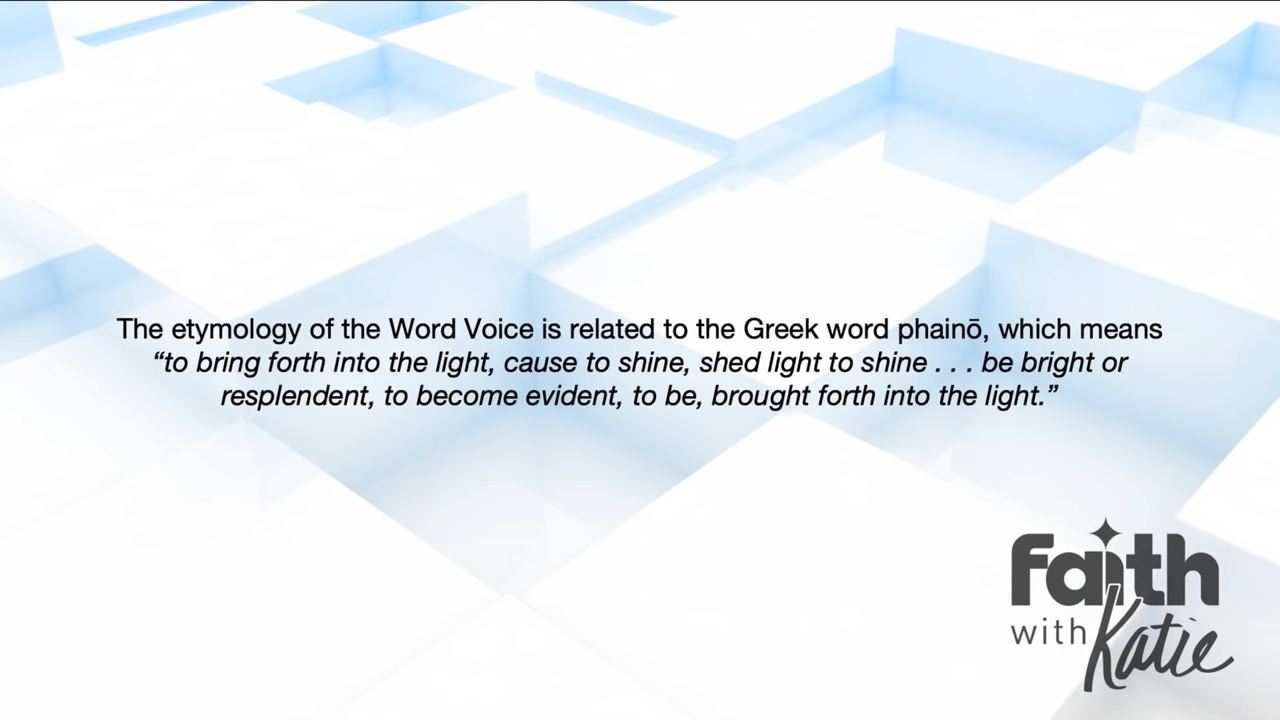 The etymology of the Word Voice is related to the Greek word phainō, which means
“to bring forth into the light, cause to shine, shed light to shine . . . be bright or
resplendent, to become evident, to be, brought forth into the light.”
faith
with Katie